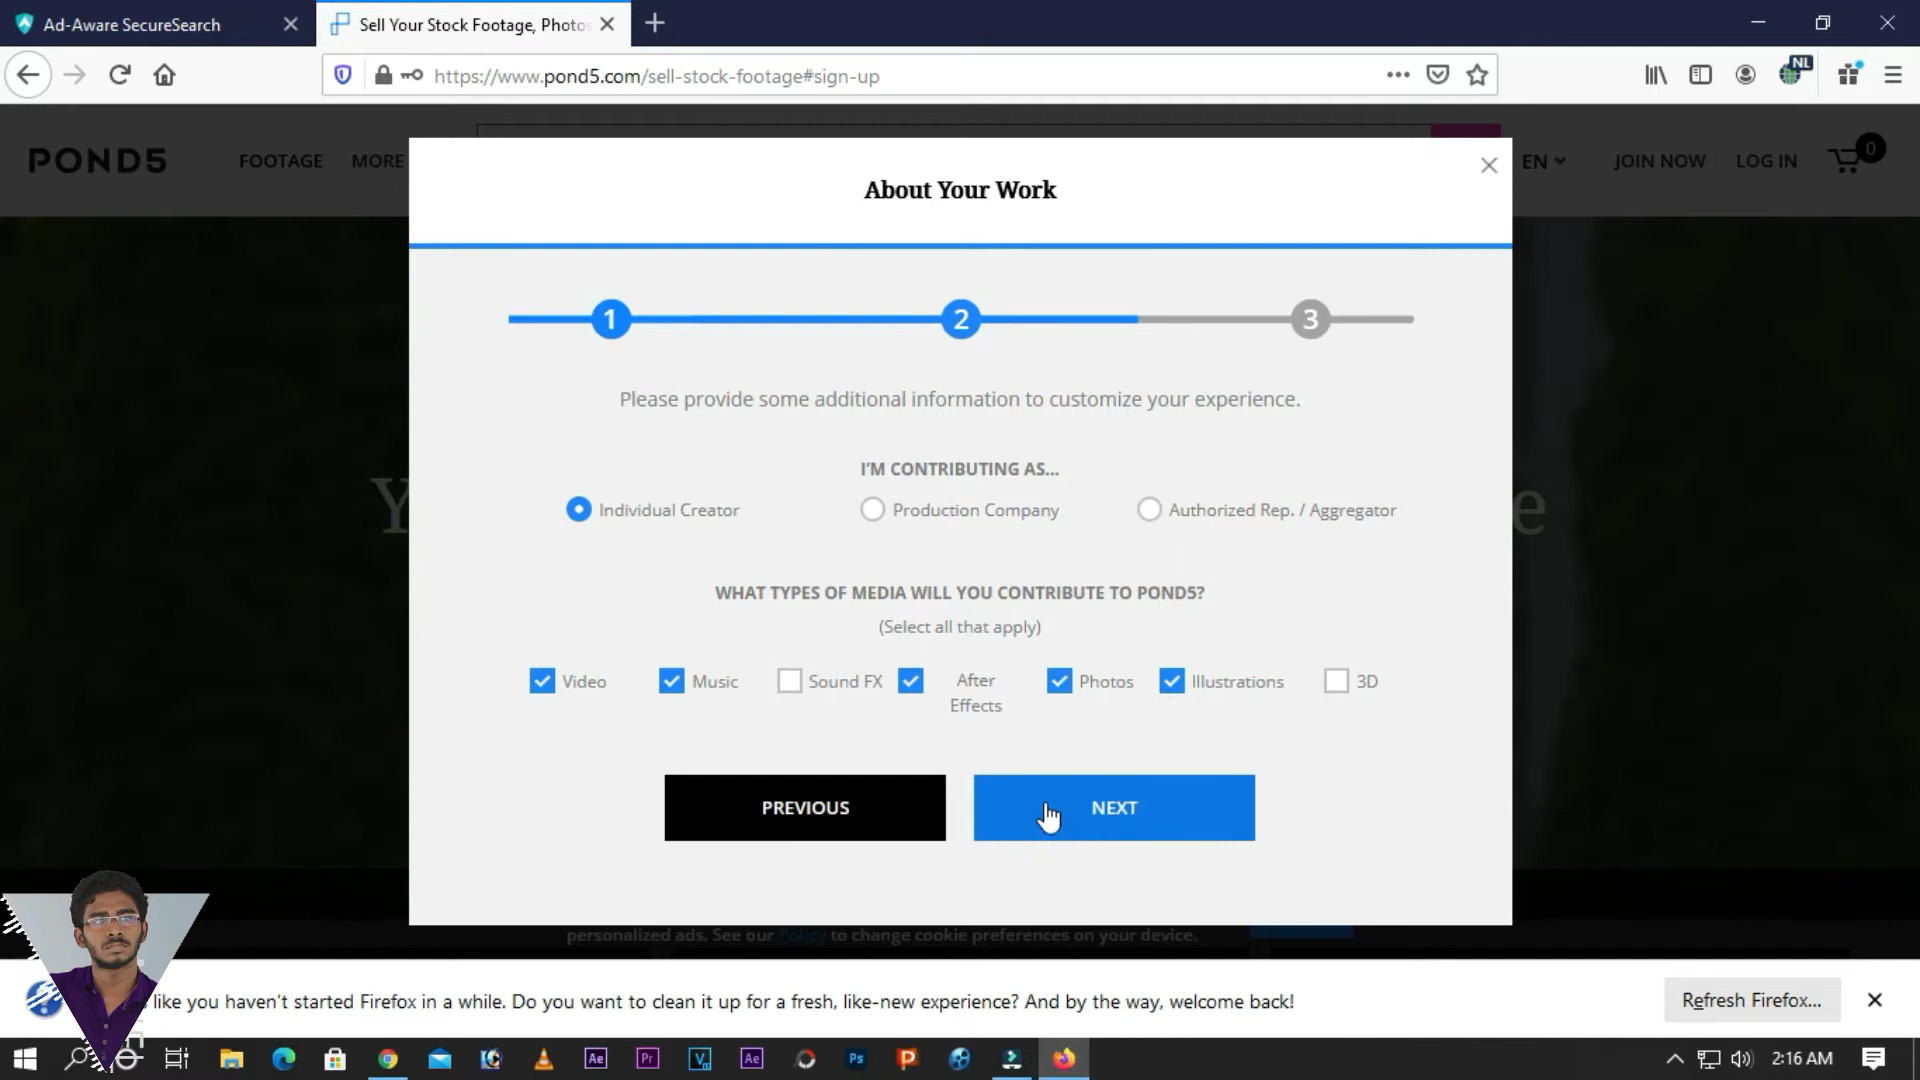 Ad-Aware SecureSearch
Sell Your Stock Footage, Photos
https://www.pond5.com/sell-stock-footage#sign-up
NL
POND5
FOOTAGE
MORE
EN
JOIN NOW
LOG IN
0
About Your Work
1
2
3
Please provide some additional information to customize your experience.
I'M CONTRIBUTING AS...
Individual Creator
Production Company
Authorized Rep. / Aggregator
WHAT TYPES OF MEDIA WILL YOU CONTRIBUTE TO POND5?
(Select all that apply)
Video
Music
Sound FX
After
Effects
Photos
Illustrations
3D
PREVIOUS
NEXT
personalized ads. See our Policy to change cookie preferences on your device.
like you haven't started Firefox in a while. Do you want to clean it up for a fresh, like-new experience? And by the way, welcome back!
Refresh Firefox...
Ae
Pr
V
Ae
Ps
2:16 AM